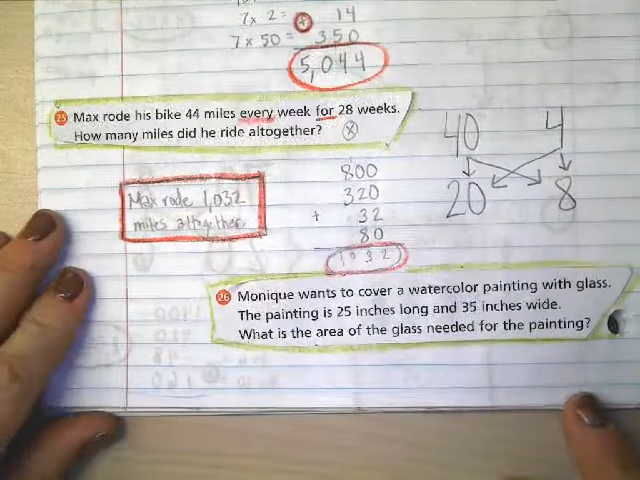 7 x 2 = + 14
7 x 50 = 350
5,044
25 Max rode his bike 44 miles every week for 28 weeks.
How many miles did he ride altogether? x
40 4
20 8
800
320
+ 32
80
1032
Max rode 1,032
miles altogether.
26 Monique wants to cover a watercolor painting with glass.
The painting is 25 inches long and 35 inches wide.
What is the area of the glass needed for the painting?